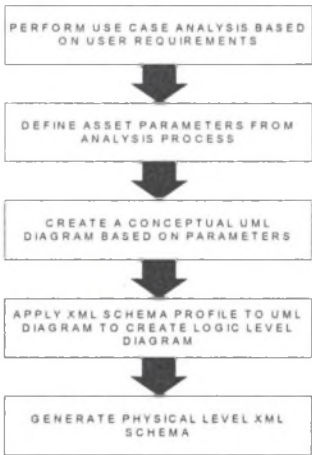 PERFORM USE CASE ANALYSIS BASED
ON USER REQUIREMENTS
DEFINE ASSET PARAMETERS FROM
ANALYSIS PROCESS
CREATE A CONCEPTUAL UML
DIAGRAM BASED ON PARAMETERS
APPLY XML SCHEMA PROFILE TO UML
DIAGRAM TO CREATE LOGIC LEVEL
DIAGRAM
GENERATE PHYSICAL LEVEL XML
SCHEMA